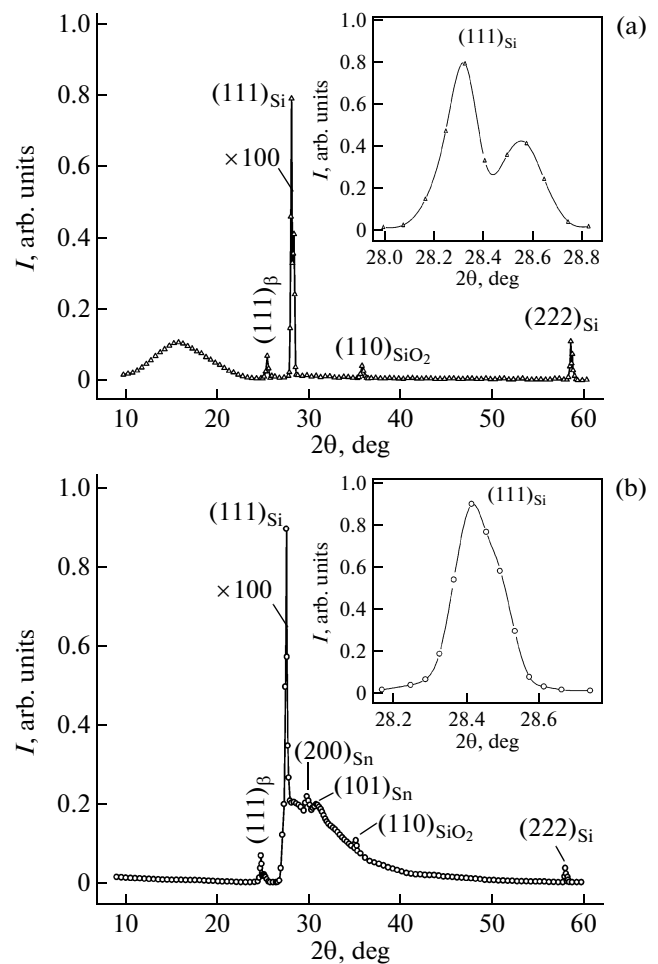 (a)
1.0
0.8
0.6
0.4
0.2
0
I, arb. units
(111)Si
×100
(111)β
(110)SiO2
(222)Si
10 20 30 40 50 60
2θ, deg
(111)Si
1.0
0.8
0.6
0.4
0.2
0
I, arb. units
28.0 28.2 28.4 28.6 28.8
2θ, deg
(b)
1.0
0.8
0.6
0.4
0.2
0
I, arb. units
(111)Si
×100
(111)β
(200)Sn
(101)Sn
(110)SiO2
(222)Si
10 20 30 40 50 60
2θ, deg
(111)Si
1.0
0.8
0.6
0.4
0.2
0
I, arb. units
28.2 28.4 28.6
2θ, deg